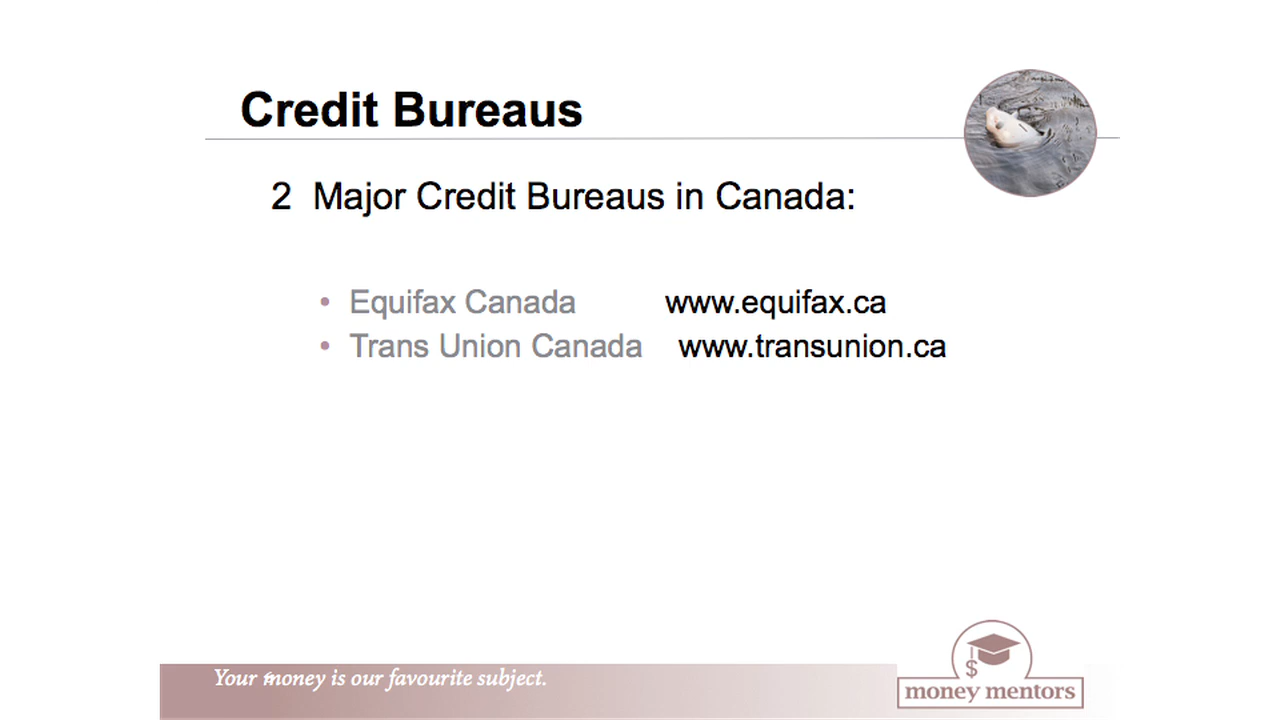 Credit Bureaus
2 Major Credit Bureaus in Canada:
• Equifax Canada www.equifax.ca
• Trans Union Canada www.transunion.ca
Your money is our favourite subject.
$
money mentors